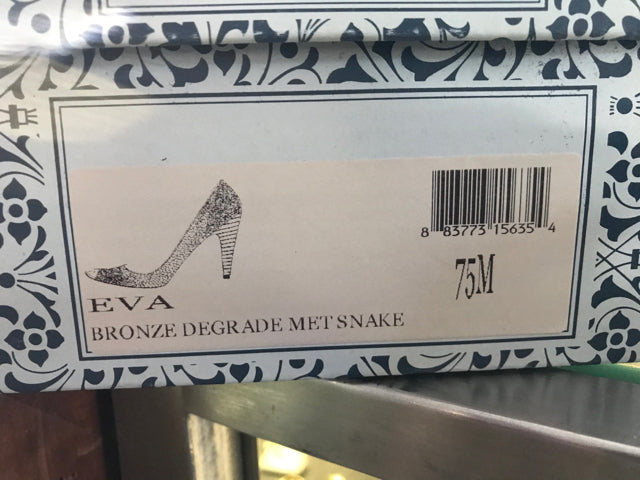 8 83773 15635 4
75M
EVA
BRONZE DEGRADE MET SNAKE